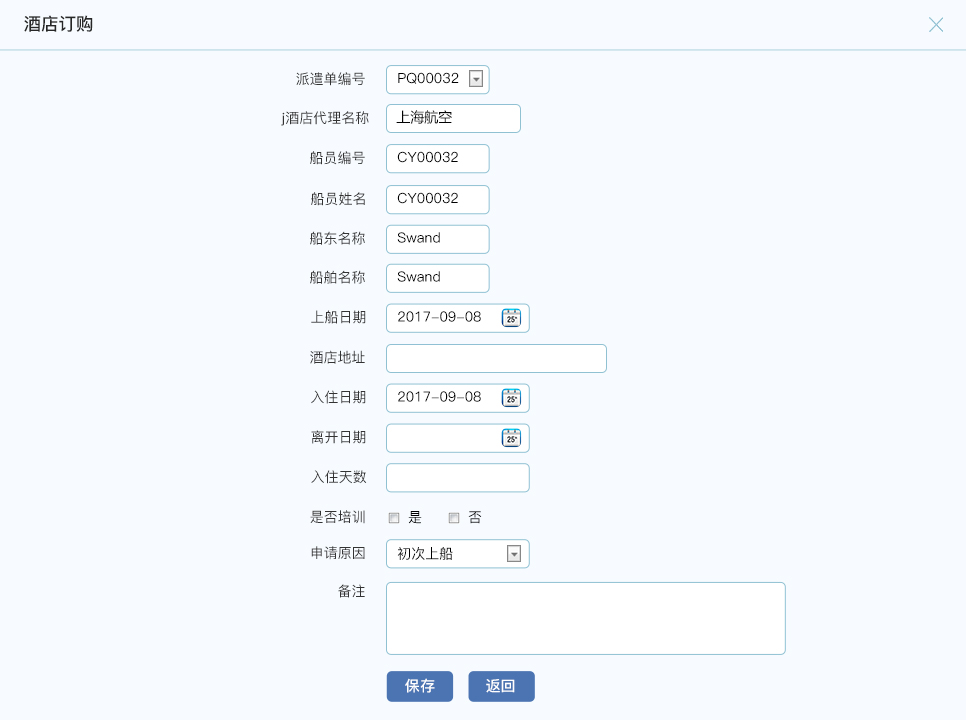 酒店订购
派遣单编号 PQ00032
j酒店代理名称 上海航空
船员编号 CY00032
船员姓名 CY00032
船东名称 Swand
船舶名称 Swand
上船日期 2017-09-08 25
酒店地址
入住日期 2017-09-08 25
离开日期 25
入住天数
是否培训 是 否
申请原因 初次上船
备注
保存 返回